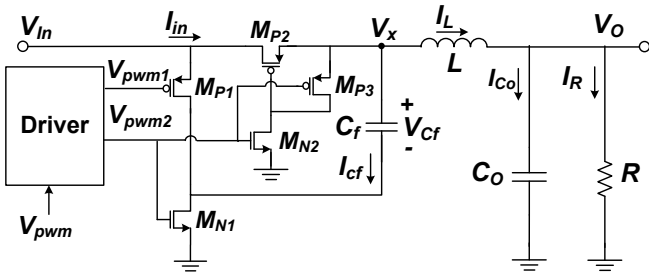 V_In
I_in
M_P2
V_x
I_L
V_O
L
V_pwm1
M_P1
M_P3
V_pwm2
Driver
M_N2
C_f
+
V_Cf
-
I_cf
I_Co
I_R
C_O
R
M_N1
V_pwm